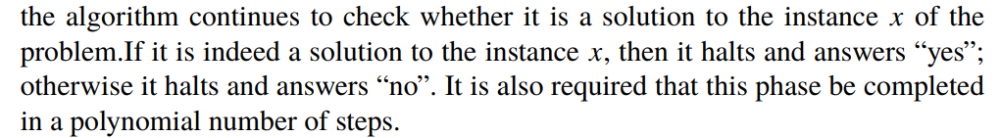 the algorithm continues to check whether it is a solution to the instance x of the
problem.If it is indeed a solution to the instance x, then it halts and answers “yes”;
otherwise it halts and answers “no”. It is also required that this phase be completed
in a polynomial number of steps.